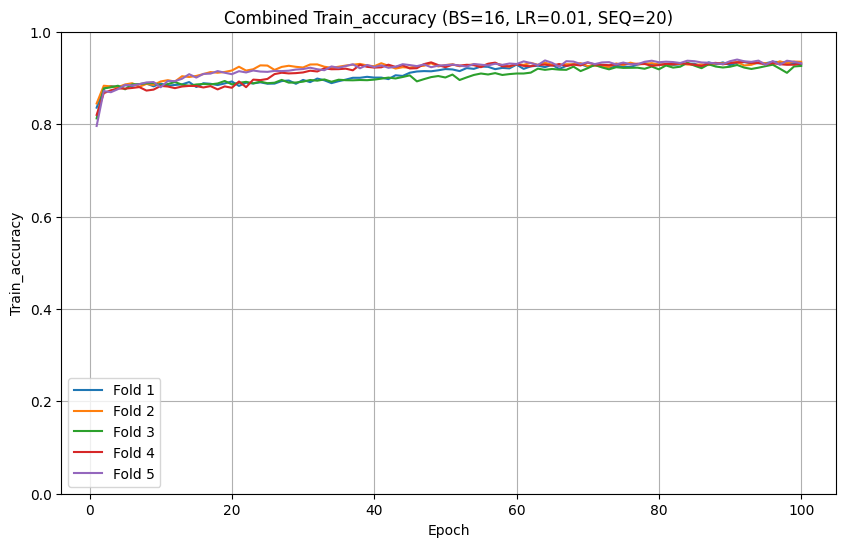 Combined Train_accuracy (BS=16, LR=0.01, SEQ=20)
Train_accuracy
1.0
0.8
0.6
0.4
0.2
0.0
Fold 1
Fold 2
Fold 3
Fold 4
Fold 5
0
20
40
60
80
100
Epoch